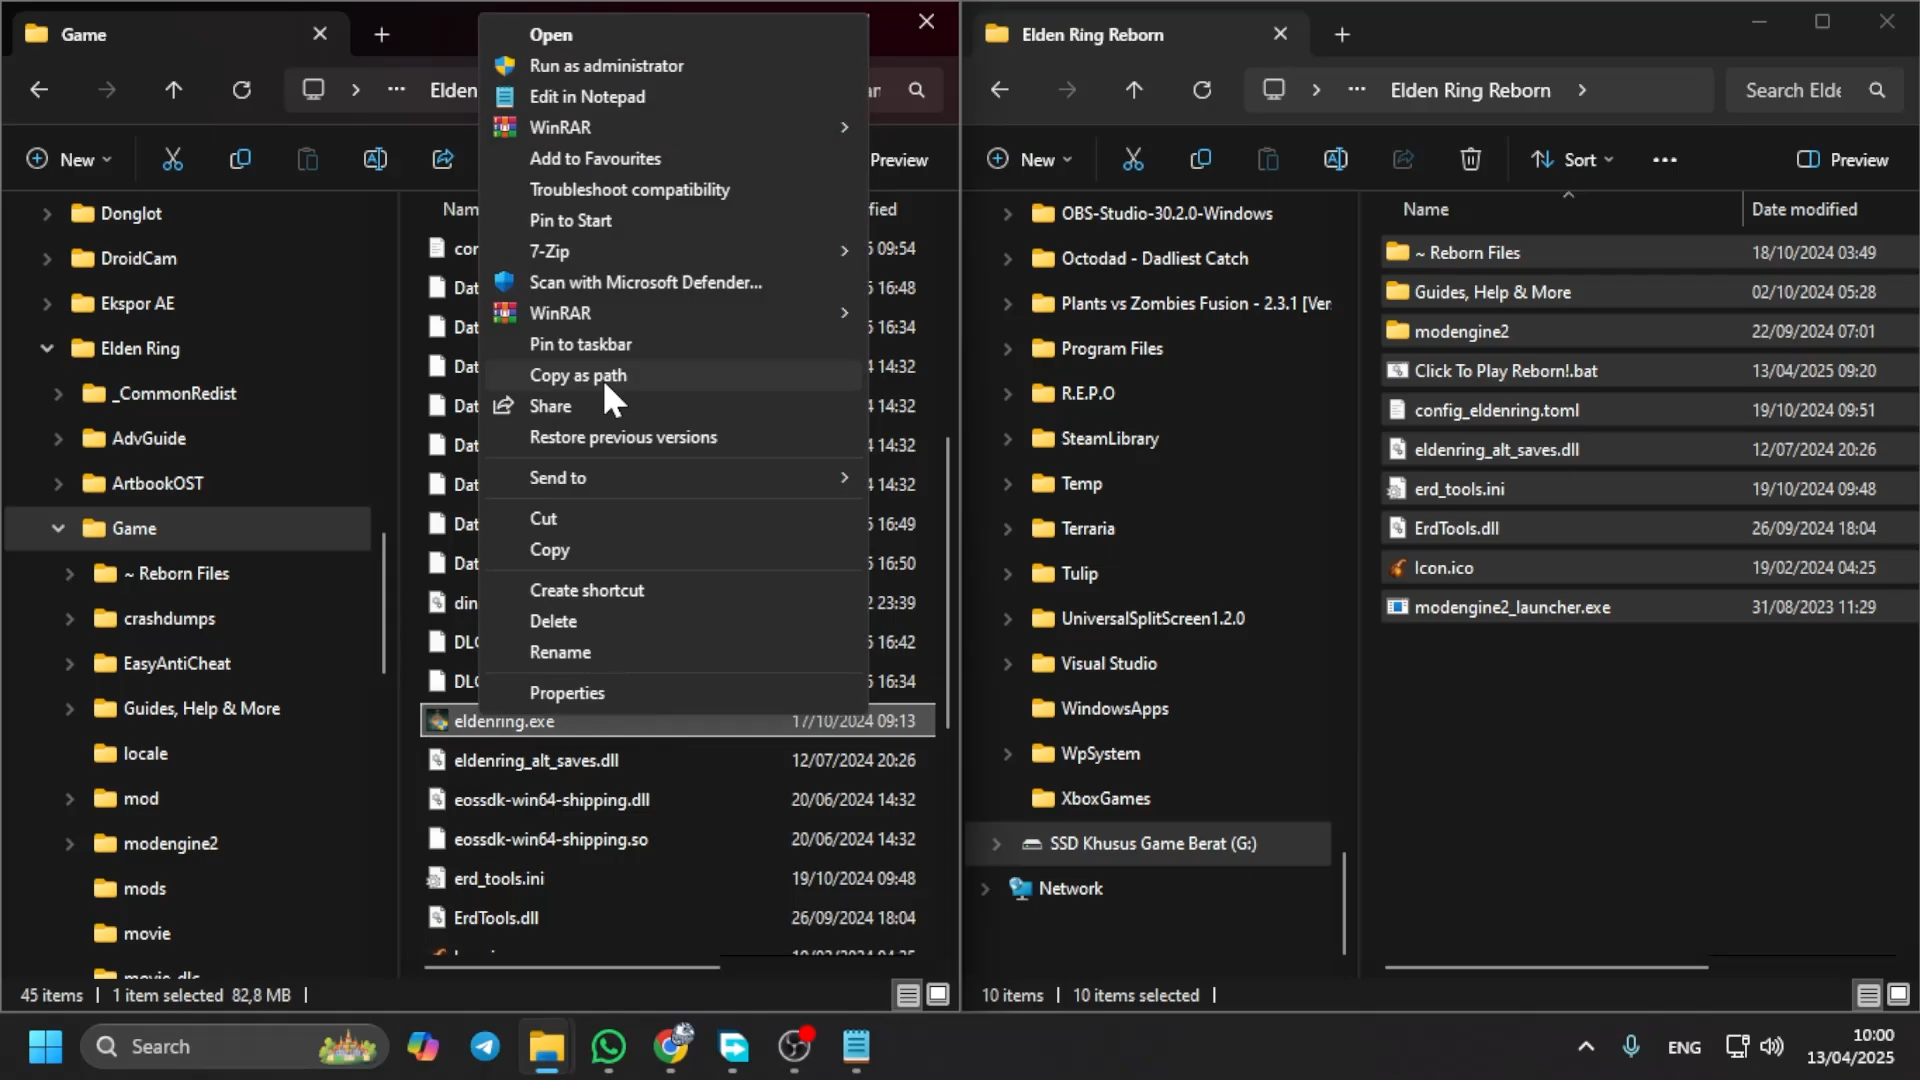 Game
Elden
ar
New
Preview
Donglot
DroidCam
Ekspor AE
Elden Ring
_CommonRedist
AdvGuide
ArtbookOST
Game
~ Reborn Files
crashdumps
EasyAntiCheat
Guides, Help & More
locale
mod
modengine2
mods
movie
movie_dlc
Nam
fied
cor
5 09:54
Dat
5 16:48
Dat
5 16:34
Dat
4 14:32
Dat
4 14:32
Dat
4 14:32
Dat
4 14:32
Dat
5 16:49
Dat
5 16:50
din
2 23:39
DLC
5 16:42
DLC
5 16:34
eldenring.exe
17/10/2024 09:13
eldenring_alt_saves.dll
12/07/2024 20:26
eossdk-win64-shipping.dll
20/06/2024 14:32
eossdk-win64-shipping.so
20/06/2024 14:32
erd_tools.ini
19/10/2024 09:48
ErdTools.dll
26/09/2024 18:04
Open
Run as administrator
Edit in Notepad
WinRAR
Add to Favourites
Troubleshoot compatibility
Pin to Start
7-Zip
Scan with Microsoft Defender...
WinRAR
Pin to taskbar
Copy as path
Share
Restore previous versions
Send to
Cut
Copy
Create shortcut
Delete
Rename
Properties
45 items
1 item selected 82,8 MB
Elden Ring Reborn
Elden Ring Reborn
Search Elde
New
Sort
Preview
OBS-Studio-30.2.0-Windows
Octodad - Dadliest Catch
Plants vs Zombies Fusion - 2.3.1 [Ver
Program Files
R.E.P.O
SteamLibrary
Temp
Terraria
Tulip
UniversalSplitScreen1.2.0
Visual Studio
WindowsApps
WpSystem
XboxGames
SSD Khusus Game Berat (G:)
Network
Name
Date modified
~ Reborn Files
18/10/2024 03:49
Guides, Help & More
02/10/2024 05:28
modengine2
22/09/2024 07:01
Click To Play Reborn!.bat
13/04/2025 09:20
config_eldenring.toml
19/10/2024 09:51
eldenring_alt_saves.dll
12/07/2024 20:26
erd_tools.ini
19/10/2024 09:48
ErdTools.dll
26/09/2024 18:04
Icon.ico
19/02/2024 04:25
modengine2_launcher.exe
31/08/2023 11:29
10 items
10 items selected
Search
ENG
10:00
13/04/2025